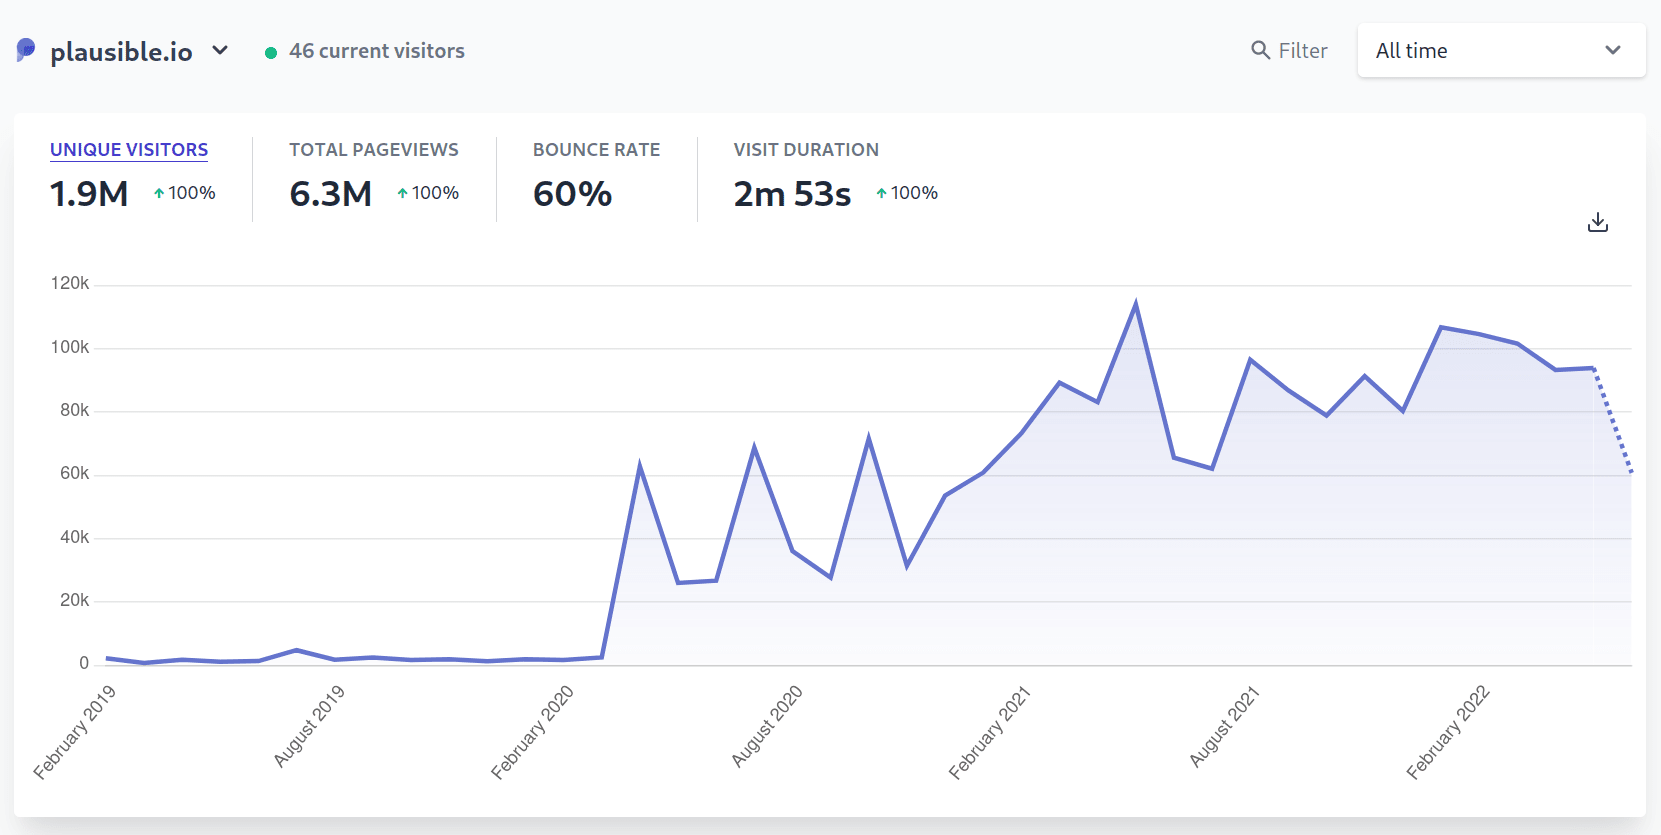 plausible.io
46 current visitors
Filter
All time
UNIQUE VISITORS
1.9M
100%
TOTAL PAGEVIEWS
6.3M
100%
BOUNCE RATE
60%
VISIT DURATION
2m 53s
100%
120k
100k
80k
60k
40k
20k
0
February 2019
August 2019
February 2020
August 2020
February 2021
August 2021
February 2022